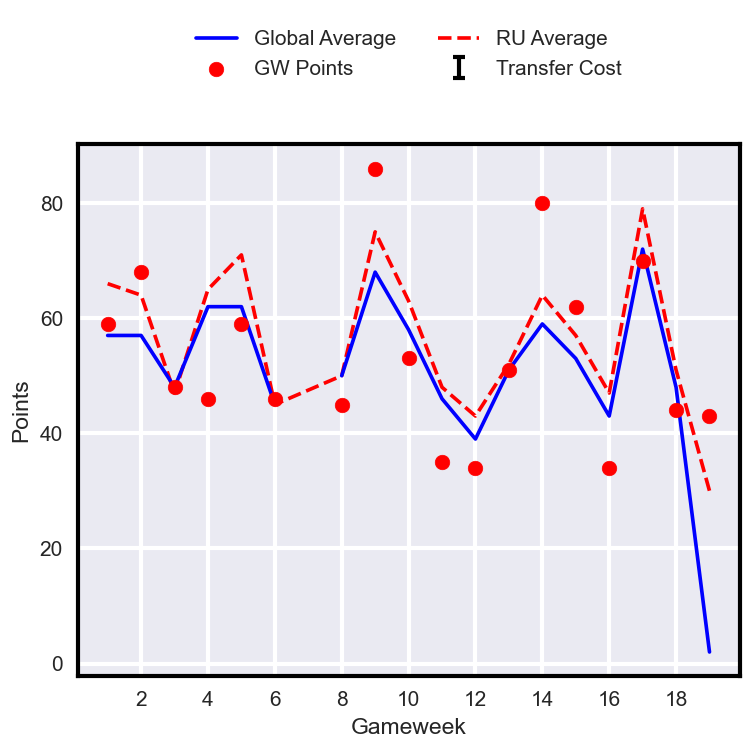 Global Average RU Average
GW Points Transfer Cost
80
60
40
20
0
Points
2 4 6 8 10 12 14 16 18
Gameweek